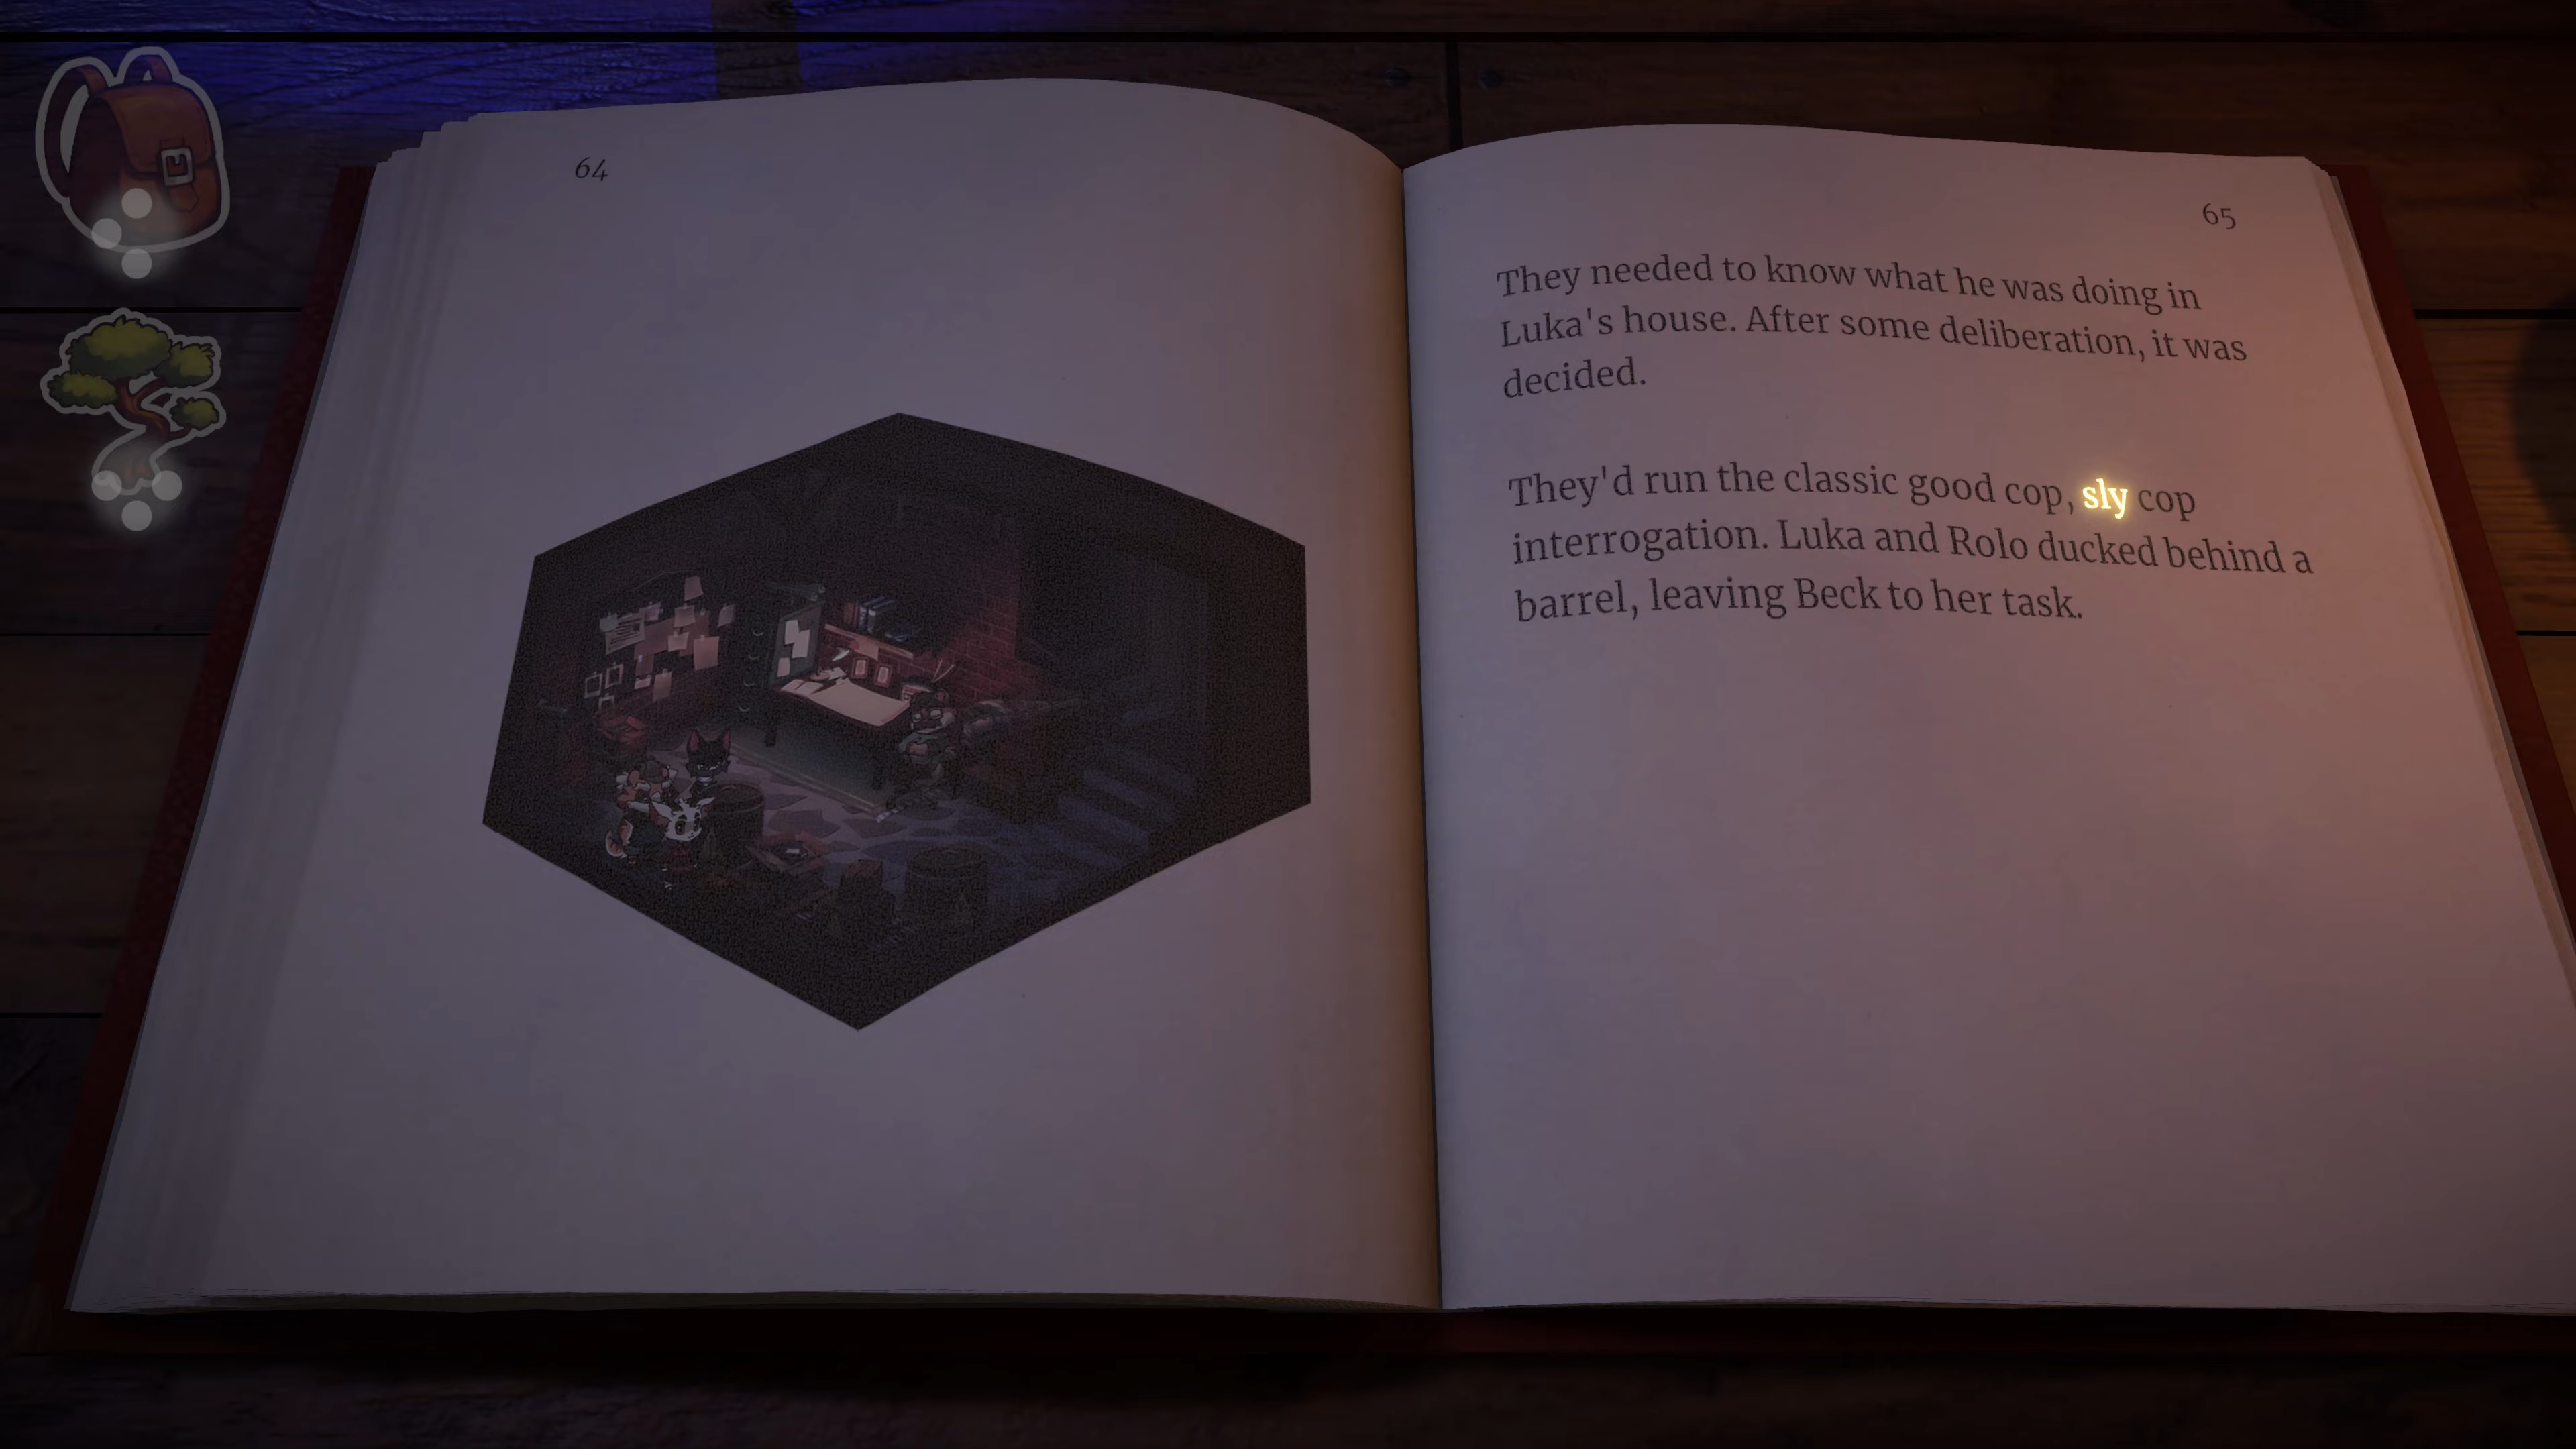 64
65
They needed to know what he was doing in
Luka's house. After some deliberation, it was
decided.
They'd run the classic good cop, sly cop
interrogation. Luka and Rolo ducked behind a
barrel, leaving Beck to her task.